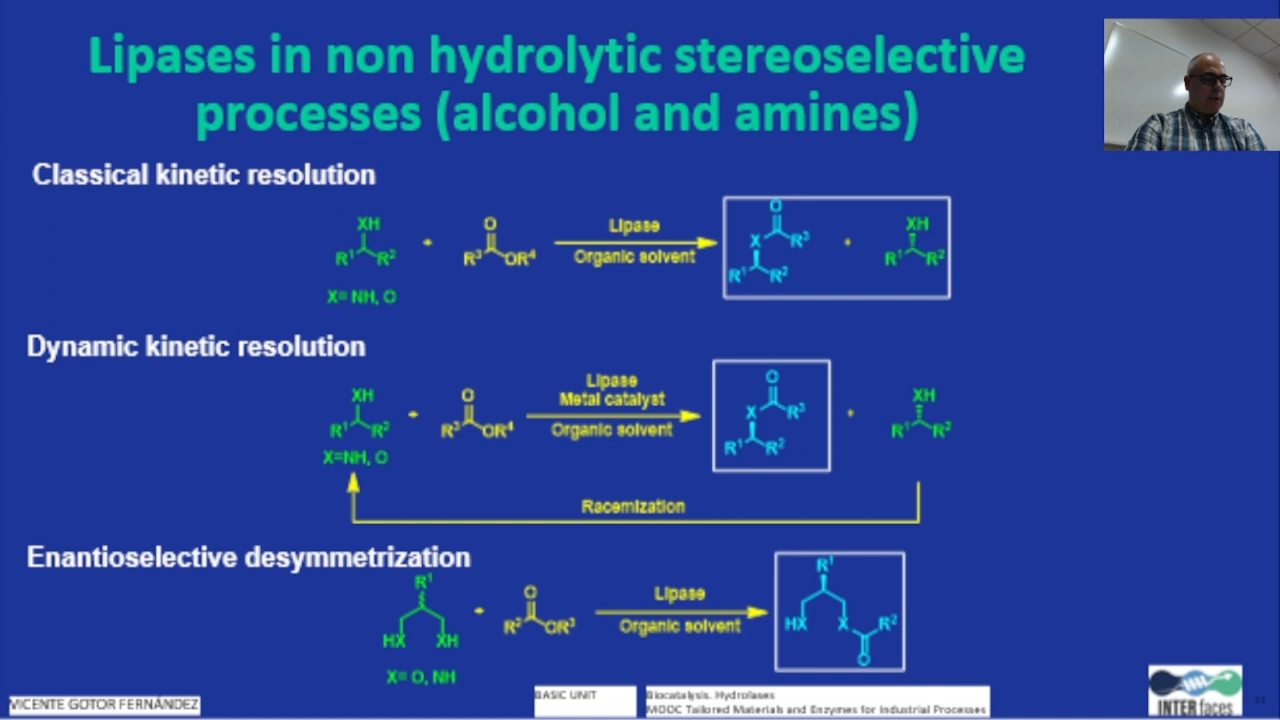 Lipases in non hydrolytic stereoselective
processes (alcohol and amines)
Classical kinetic resolution
XH
R¹ R²
X= NH, O
+
O
R³ OR⁴
Lipase
Organic solvent
O
X R³
R¹ R²
+
XH
R¹ R²
Dynamic kinetic resolution
XH
R¹ R²
X=NH, O
+
O
R³ OR⁴
Lipase
Metal catalyst
Organic solvent
O
X R³
R¹ R²
+
XH
R¹ R²
Racemization
Enantioselective desymmetrization
R¹
HX XH
X= O, NH
+
O
R² OR³
Lipase
Organic solvent
R¹
HX X R²
O
VICENTE GOTOR FERNÁNDEZ
BASIC UNIT
Biocatalysis. Hydrolases
MOOC Tailored Materials and Enzymes for Industrial Processes
INTERfaces